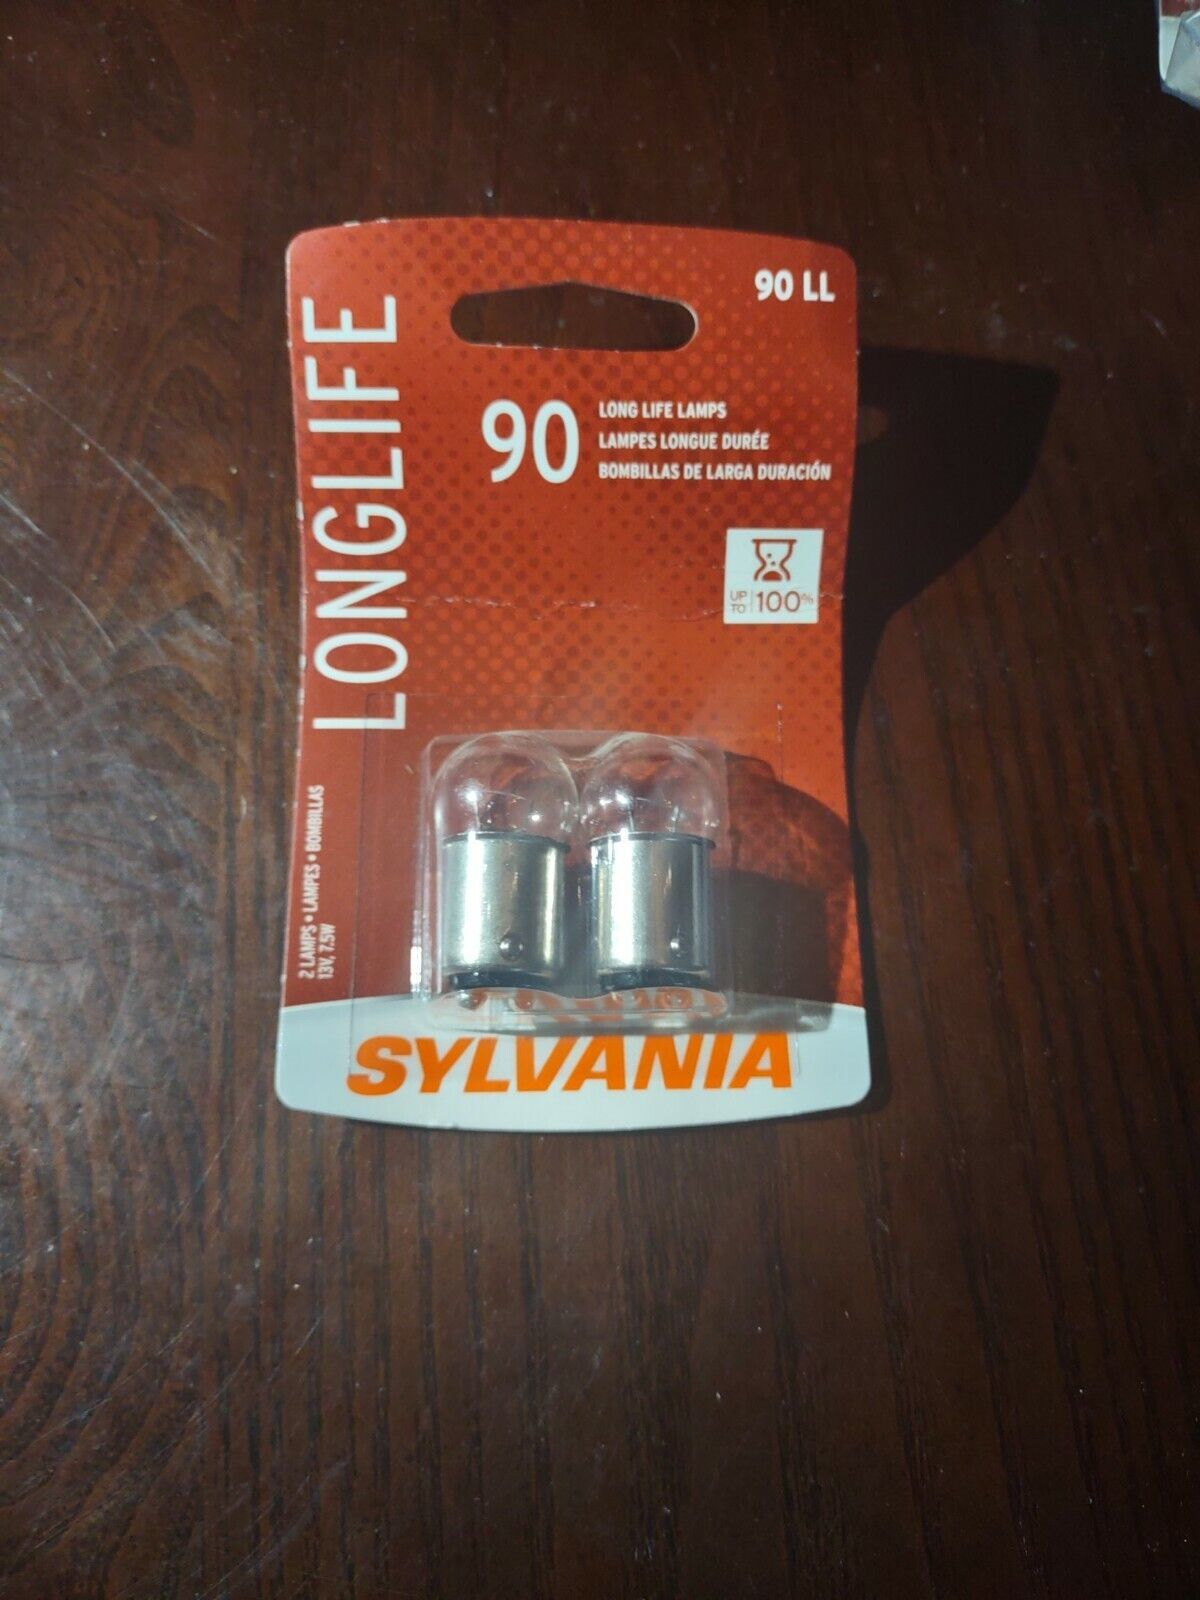 90 LL
LONGLIFE
90
LONG LIFE LAMPS
LAMPES LONGUE DURÉE
BOMBILLAS DE LARGA DURACIÓN
UP TO 100%
2 LAMPS • LAMPES • BOMBILLAS
13V, 7.5W
SYLVANIA